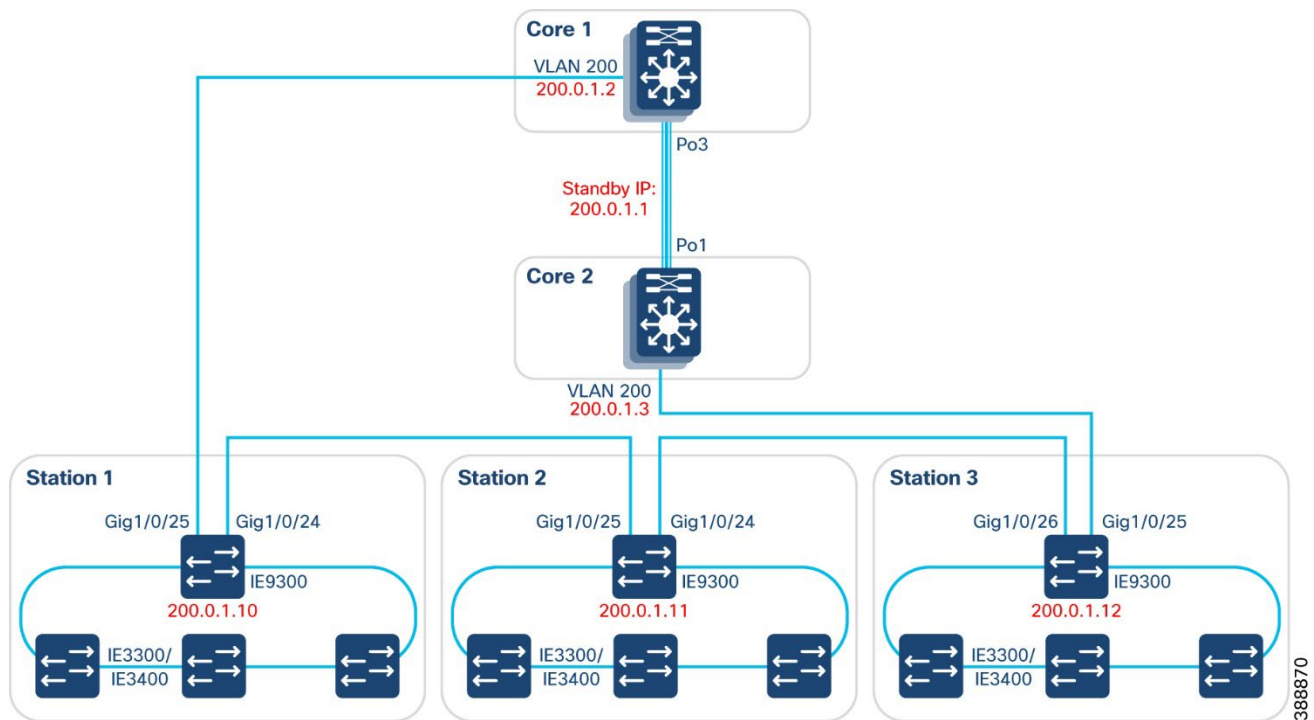 Core 1
VLAN 200
200.0.1.2
Po3
Standby IP:
200.0.1.1
Po1
Core 2
VLAN 200
200.0.1.3
Station 1
Gig1/0/25
Gig1/0/24
IE9300
200.0.1.10
IE3300/
IE3400
Station 2
Gig1/0/25
Gig1/0/24
IE9300
200.0.1.11
IE3300/
IE3400
Station 3
Gig1/0/26
Gig1/0/25
IE9300
200.0.1.12
IE3300/
IE3400
388870